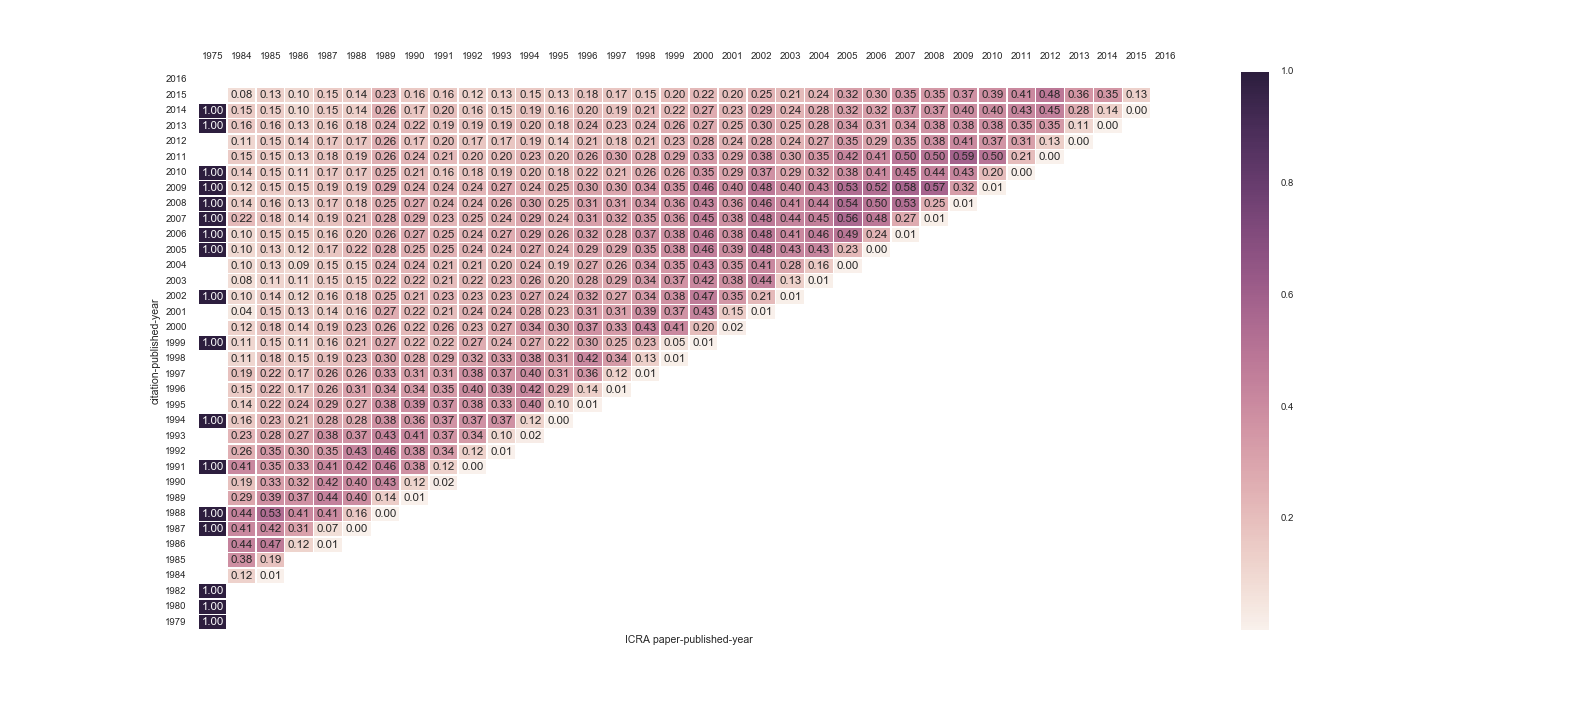 1975 1984 1985 1986 1987 1988 1989 1990 1991 1992 1993 1994 1995 1996 1997 1998 1999 2000 2001 2002 2003 2004 2005 2006 2007 2008 2009 2010 2011 2012 2013 2014 2015 2016
2016
2015 0.08 0.13 0.10 0.15 0.14 0.23 0.16 0.16 0.12 0.13 0.15 0.13 0.18 0.17 0.15 0.20 0.22 0.20 0.25 0.21 0.24 0.32 0.30 0.35 0.35 0.37 0.39 0.41 0.48 0.36 0.35 0.13
2014 1.00 0.15 0.15 0.10 0.15 0.14 0.26 0.17 0.20 0.16 0.15 0.19 0.16 0.20 0.19 0.21 0.22 0.27 0.23 0.29 0.24 0.28 0.32 0.32 0.37 0.37 0.40 0.40 0.43 0.45 0.28 0.14 0.00
2013 1.00 0.16 0.16 0.13 0.16 0.18 0.24 0.22 0.19 0.19 0.19 0.20 0.18 0.24 0.23 0.24 0.26 0.27 0.25 0.30 0.25 0.28 0.34 0.31 0.34 0.38 0.38 0.38 0.35 0.35 0.11 0.00
2012 0.11 0.15 0.14 0.17 0.17 0.26 0.17 0.20 0.17 0.17 0.19 0.14 0.21 0.18 0.21 0.23 0.28 0.24 0.28 0.24 0.27 0.35 0.29 0.35 0.38 0.41 0.37 0.31 0.13 0.00
2011 0.15 0.15 0.13 0.18 0.19 0.26 0.24 0.21 0.20 0.20 0.23 0.20 0.26 0.30 0.28 0.29 0.33 0.29 0.38 0.30 0.35 0.42 0.41 0.50 0.50 0.59 0.50 0.21 0.00
2010 1.00 0.14 0.15 0.11 0.17 0.17 0.25 0.21 0.16 0.18 0.19 0.20 0.18 0.22 0.21 0.26 0.26 0.35 0.29 0.37 0.29 0.32 0.38 0.41 0.45 0.44 0.43 0.20 0.00
2009 1.00 0.12 0.15 0.15 0.19 0.19 0.29 0.24 0.24 0.24 0.27 0.24 0.25 0.30 0.30 0.34 0.35 0.46 0.40 0.48 0.40 0.43 0.53 0.52 0.58 0.57 0.32 0.01
2008 1.00 0.14 0.16 0.13 0.17 0.18 0.25 0.27 0.24 0.24 0.26 0.30 0.25 0.31 0.31 0.34 0.36 0.43 0.36 0.46 0.41 0.44 0.54 0.50 0.53 0.25 0.01
2007 1.00 0.22 0.18 0.14 0.19 0.21 0.28 0.29 0.23 0.25 0.24 0.29 0.24 0.31 0.32 0.35 0.36 0.45 0.38 0.48 0.44 0.45 0.56 0.48 0.27 0.01
2006 1.00 0.10 0.15 0.15 0.16 0.20 0.26 0.27 0.25 0.24 0.27 0.29 0.26 0.32 0.28 0.37 0.38 0.46 0.38 0.48 0.41 0.46 0.49 0.24 0.01
2005 1.00 0.10 0.13 0.12 0.17 0.22 0.28 0.25 0.25 0.24 0.24 0.27 0.24 0.29 0.29 0.35 0.38 0.46 0.39 0.48 0.43 0.43 0.23 0.00
2004 0.10 0.13 0.09 0.15 0.15 0.24 0.24 0.21 0.21 0.20 0.24 0.19 0.27 0.26 0.34 0.35 0.43 0.35 0.41 0.28 0.16 0.00
2003 0.08 0.11 0.11 0.15 0.15 0.22 0.22 0.21 0.22 0.23 0.26 0.20 0.28 0.29 0.34 0.37 0.42 0.38 0.44 0.13 0.01
2002 1.00 0.10 0.14 0.12 0.16 0.18 0.25 0.21 0.23 0.23 0.23 0.27 0.24 0.32 0.27 0.34 0.38 0.47 0.35 0.21 0.01
2001 0.04 0.15 0.13 0.14 0.16 0.27 0.22 0.21 0.24 0.24 0.28 0.23 0.31 0.31 0.39 0.37 0.43 0.15 0.01
2000 0.12 0.18 0.14 0.19 0.23 0.26 0.22 0.26 0.23 0.27 0.34 0.30 0.37 0.33 0.43 0.41 0.20 0.02
1999 1.00 0.11 0.15 0.11 0.16 0.21 0.27 0.22 0.22 0.27 0.24 0.27 0.22 0.30 0.25 0.23 0.05 0.01
1998 0.11 0.18 0.15 0.19 0.23 0.30 0.28 0.29 0.32 0.33 0.38 0.31 0.42 0.34 0.13 0.01
1997 0.19 0.22 0.17 0.26 0.26 0.33 0.31 0.31 0.38 0.37 0.40 0.31 0.36 0.12 0.01
1996 0.15 0.22 0.17 0.26 0.31 0.34 0.34 0.35 0.40 0.39 0.42 0.29 0.14 0.01
1995 0.14 0.22 0.24 0.29 0.27 0.38 0.39 0.37 0.38 0.33 0.40 0.10 0.01
1994 1.00 0.16 0.23 0.21 0.28 0.28 0.38 0.36 0.37 0.37 0.37 0.12 0.00
1993 0.23 0.28 0.27 0.38 0.37 0.43 0.41 0.37 0.34 0.10 0.02
1992 0.26 0.35 0.30 0.35 0.43 0.46 0.38 0.34 0.12 0.01
1991 1.00 0.41 0.35 0.33 0.41 0.42 0.46 0.38 0.12 0.00
1990 0.19 0.33 0.32 0.42 0.40 0.43 0.12 0.02
1989 0.29 0.39 0.37 0.44 0.40 0.14 0.01
1988 1.00 0.44 0.53 0.41 0.41 0.16 0.00
1987 1.00 0.41 0.42 0.31 0.07 0.00
1986 0.44 0.47 0.12 0.01
1985 0.38 0.19
1984 0.12 0.01
1982 1.00
1980 1.00
1979 1.00
citation-published-year
ICRA paper-published-year
1.0
0.8
0.6
0.4
0.2